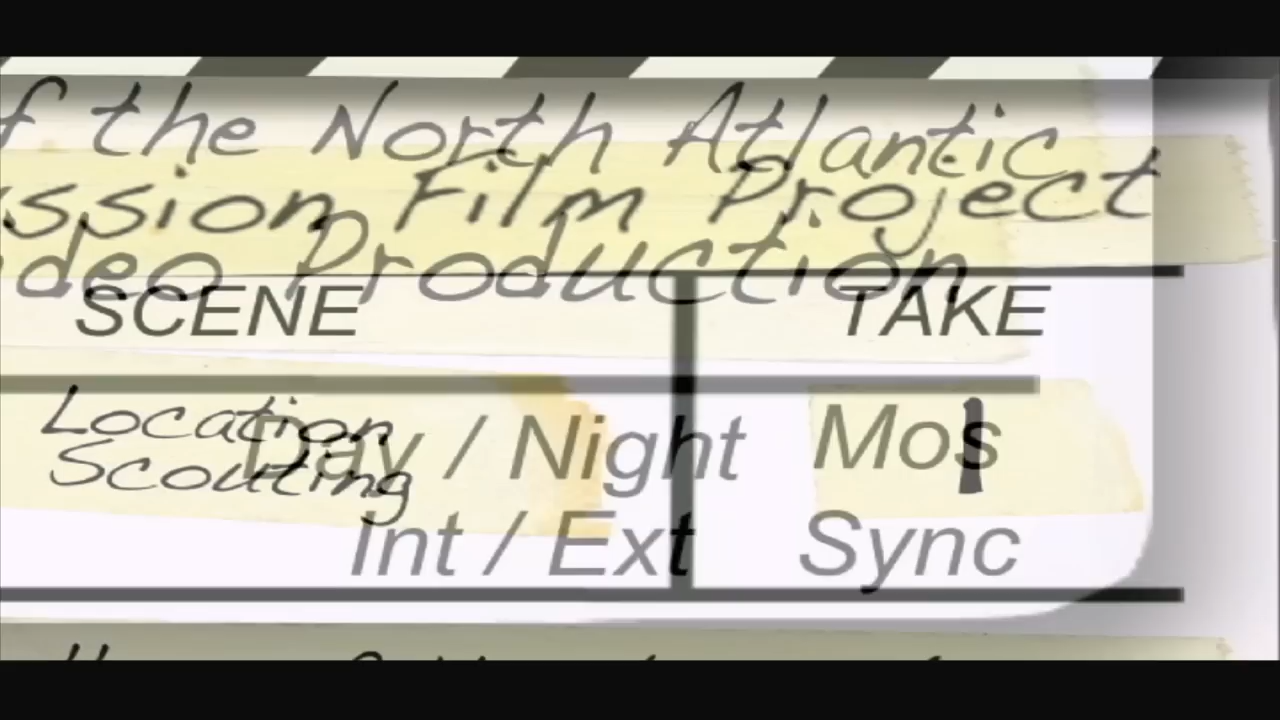 f the North Atlantic
ssion Film Project
deo Production
SCENE TAKE
Location
Scouting
Day / Night Mos 1
Int / Ext Sync